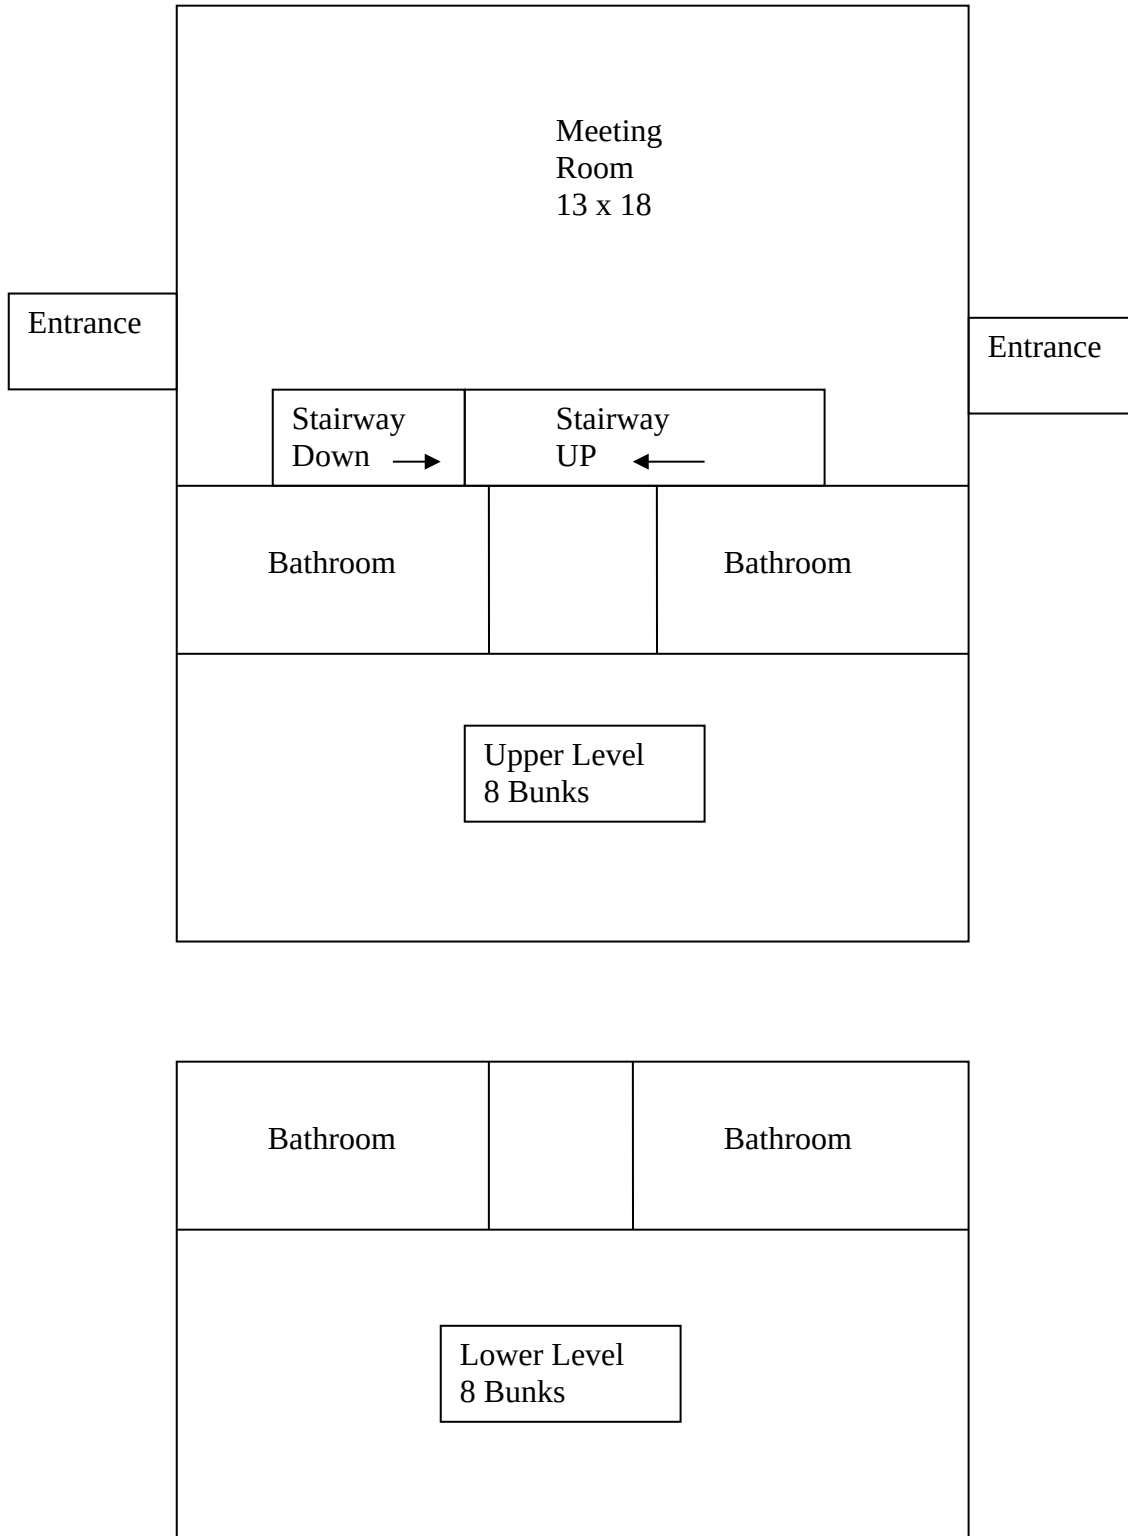 Meeting
Room
13 x 18
Entrance
Entrance
Stairway
Down
Stairway
UP
Bathroom
Bathroom
Upper Level
8 Bunks
Bathroom
Bathroom
Lower Level
8 Bunks